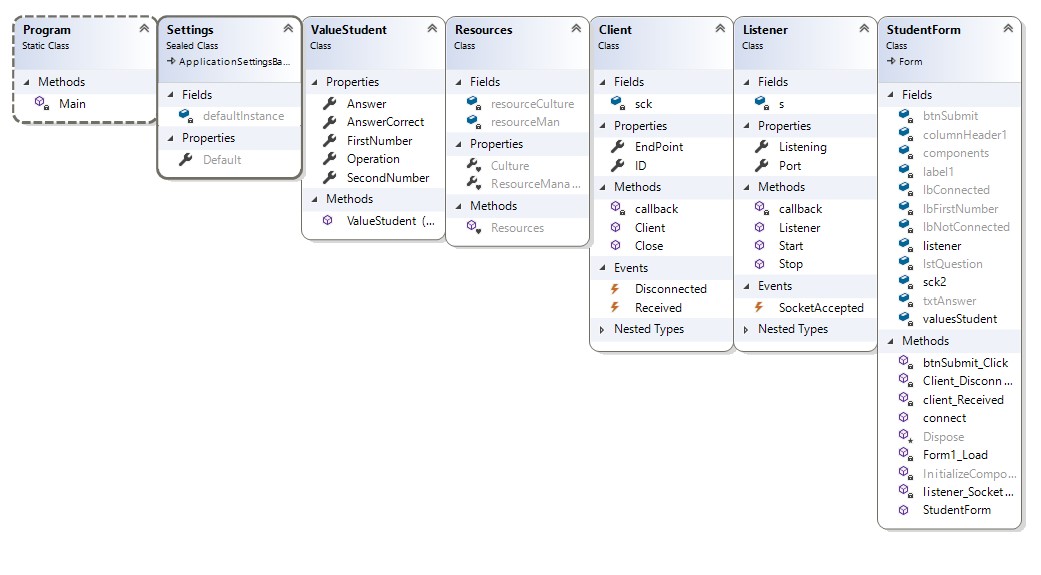 Program
Static Class
Methods
Main
Settings
Sealed Class
ApplicationSettingsBa...
Fields
defaultInstance
Properties
Default
ValueStudent
Class
Properties
Answer
AnswerCorrect
FirstNumber
Operation
SecondNumber
Methods
ValueStudent (...
Resources
Class
Fields
resourceCulture
resourceMan
Properties
Culture
ResourceMana...
Methods
Resources
Client
Class
Fields
sck
Properties
EndPoint
ID
Methods
callback
Client
Close
Events
Disconnected
Received
Nested Types
Listener
Class
Fields
s
Properties
Listening
Port
Methods
callback
Listener
Start
Stop
Events
SocketAccepted
Nested Types
StudentForm
Class
Form
Fields
btnSubmit
columnHeader1
components
label1
lbConnected
lbFirstNumber
lbNotConnected
listener
lstQuestion
sck2
txtAnswer
valuesStudent
Methods
btnSubmit_Click
Client_Disconn...
client_Received
connect
Dispose
Form1_Load
InitializeCompo...
listener_Socket...
StudentForm